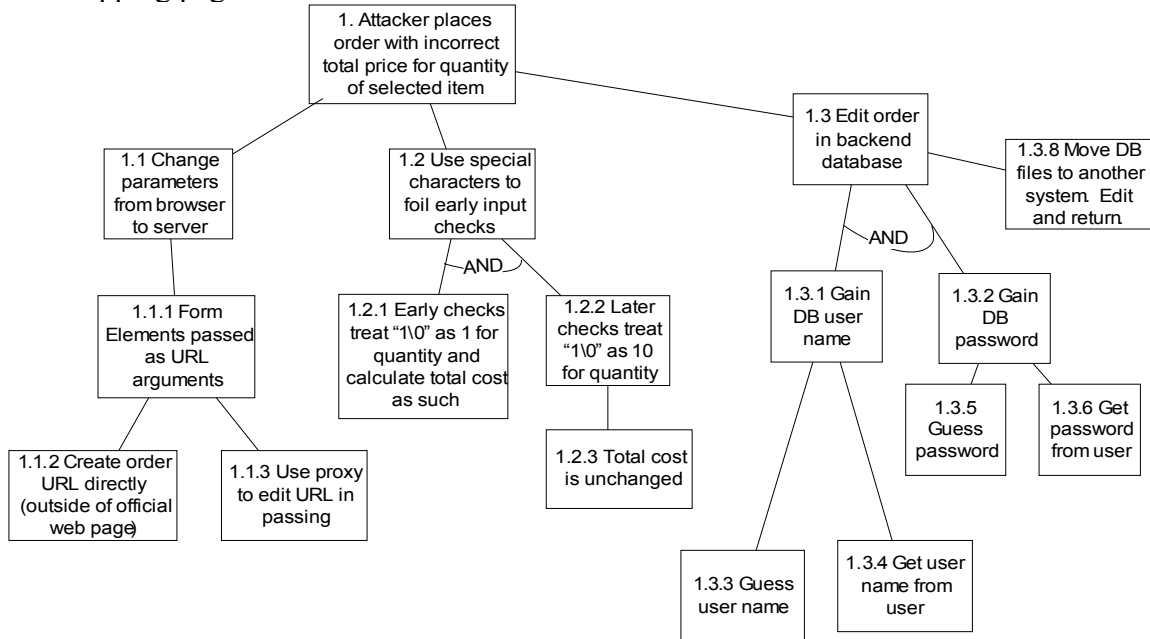 1. Attacker places
order with incorrect
total price for quantity
of selected item
1.3 Edit order
in backend
database
1.3.8 Move DB
files to another
system. Edit
and return.
1.1 Change
parameters
from browser
to server
1.2 Use special
characters to
foil early input
checks
AND
AND
1.1.1 Form
Elements passed
as URL
arguments
1.2.1 Early checks
treat “1\0” as 1 for
quantity and
calculate total cost
as such
1.2.2 Later
checks treat
“1\0” as 10
for quantity
1.3.1 Gain
DB user
name
1.3.2 Gain
DB
password
1.1.2 Create order
URL directly
(outside of official
web page)
1.1.3 Use proxy
to edit URL in
passing
1.2.3 Total cost
is unchanged
1.3.5
Guess
password
1.3.6 Get
password
from user
1.3.3 Guess
user name
1.3.4 Get user
name from
user